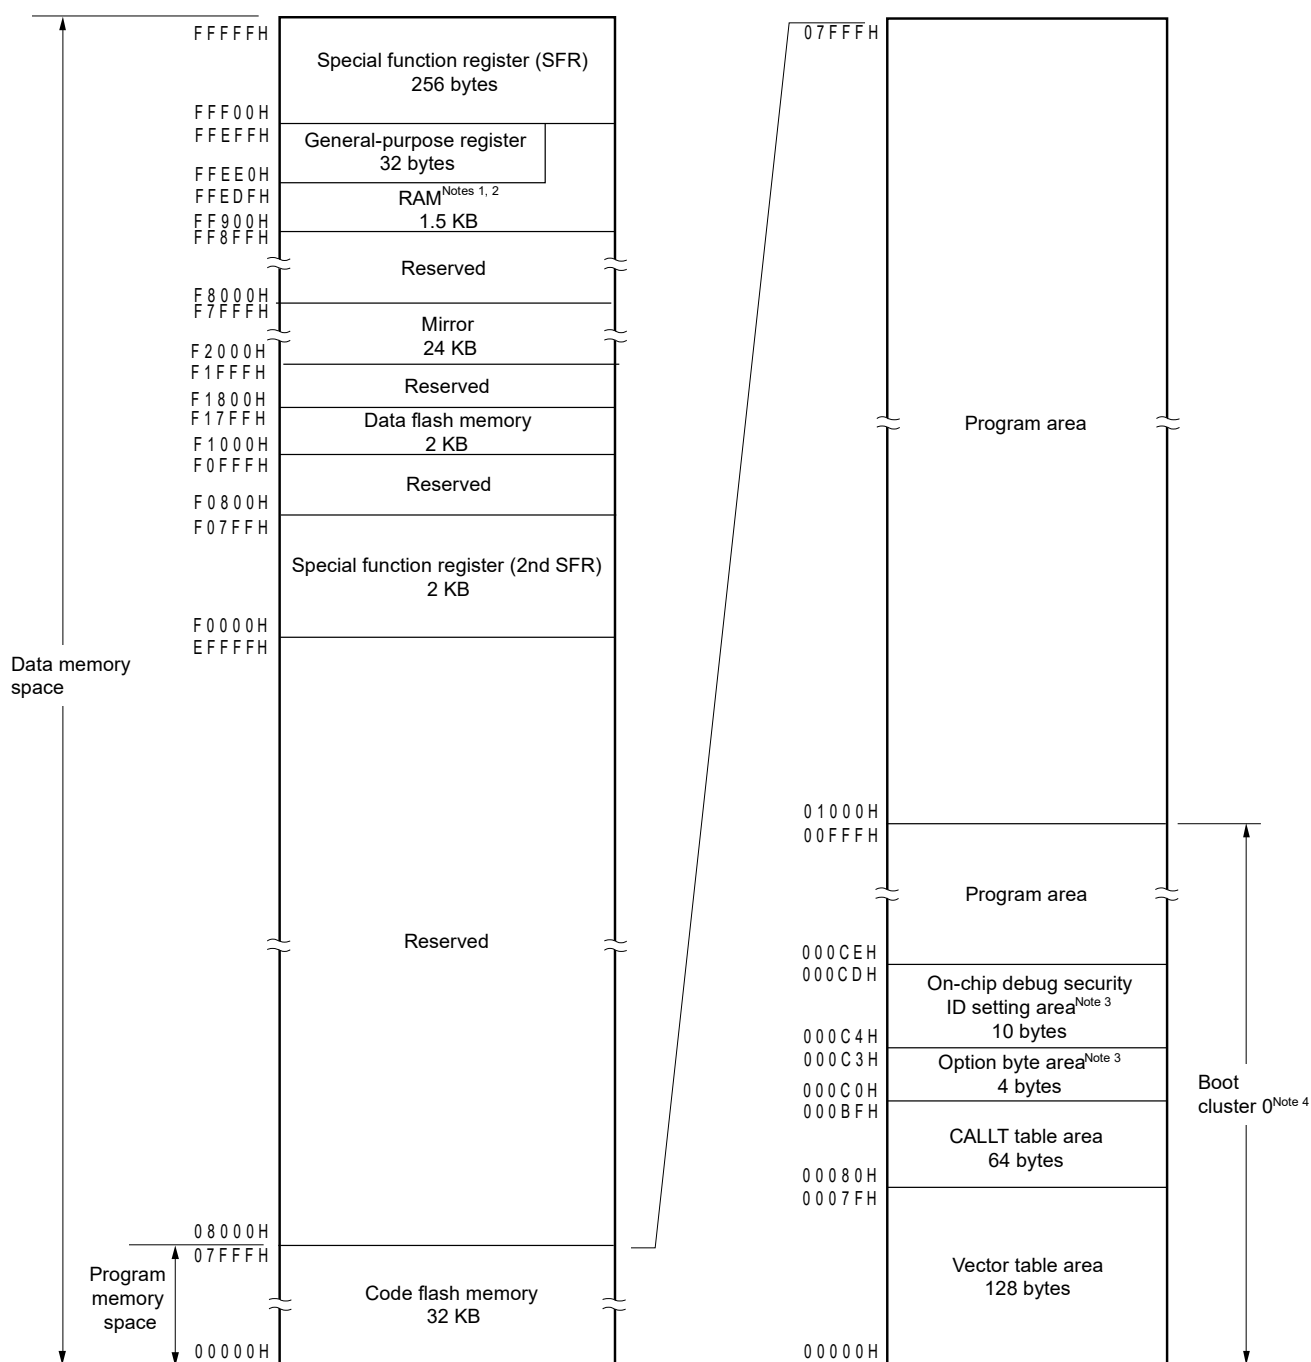 FFFFFH
Special function register (SFR)
256 bytes
FFF00H
FFEFFH
General-purpose register
32 bytes
FFEE0H
FFEDFH
RAMNotes 1, 2
1.5 KB
FF900H
FF8FFH
Reserved
F8000H
F7FFFH
Mirror
24 KB
F2000H
F1FFFH
Reserved
F1800H
F17FFH
Data flash memory
2 KB
F1000H
F0FFFH
Reserved
F0800H
F07FFH
Special function register (2nd SFR)
2 KB
F0000H
EFFFFH
Data memory
space
Reserved
08000H
07FFFH
Program
memory
space
Code flash memory
32 KB
00000H
07FFFH
Program area
01000H
00FFFH
Program area
000CEH
000CDH
On-chip debug security
ID setting areaNote 3
10 bytes
000C4H
000C3H
Option byte areaNote 3
4 bytes
000C0H
000BFH
CALLT table area
64 bytes
00080H
0007FH
Vector table area
128 bytes
00000H
Boot
cluster 0Note 4